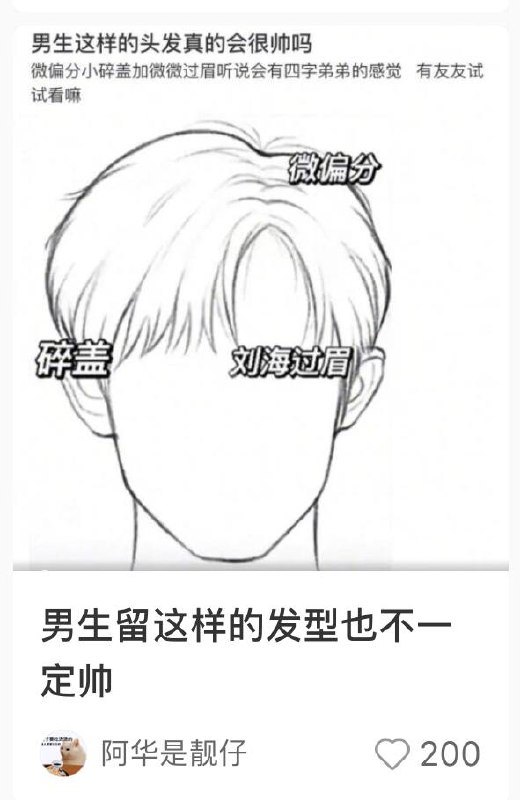 男生这样的头发真的会很帅吗
微偏分小碎盖加微微过眉听说会有四字弟弟的感觉 有友友试
试看嘛
微偏分
碎盖
刘海过眉
男生留这样的发型也不一
定帅
阿华是靓仔
200